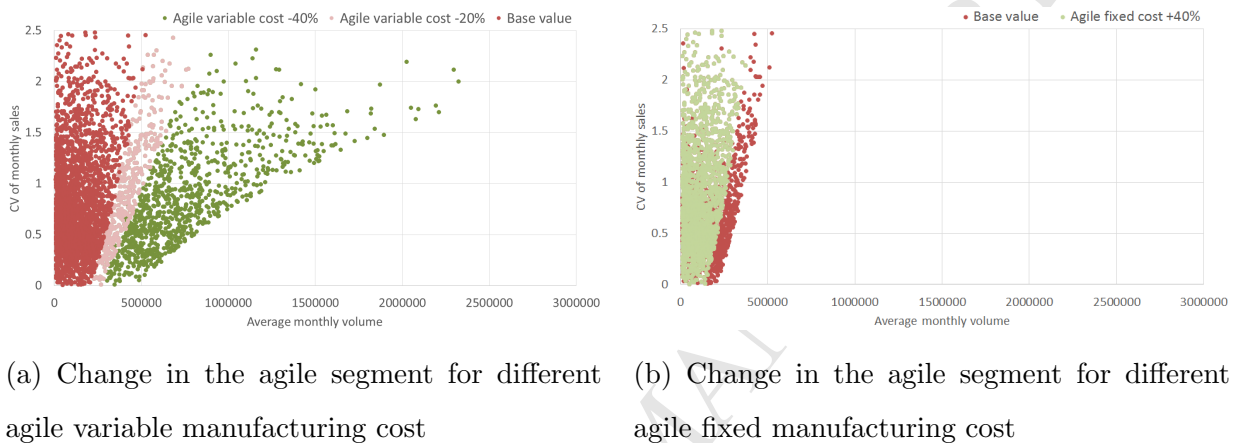 Agile variable cost -40% Agile variable cost -20% Base value
2.5
2
1.5
1
0.5
0
CV of monthly sales
0 500000 1000000 1500000 2000000 2500000 3000000
Average monthly volume
Base value Agile fixed cost +40%
2.5
2
1.5
1
0.5
0
CV of monthly sales
0 500000 1000000 1500000 2000000 2500000 3000000
Average monthly volume
(a) Change in the agile segment for different
agile variable manufacturing cost
(b) Change in the agile segment for different
agile fixed manufacturing cost